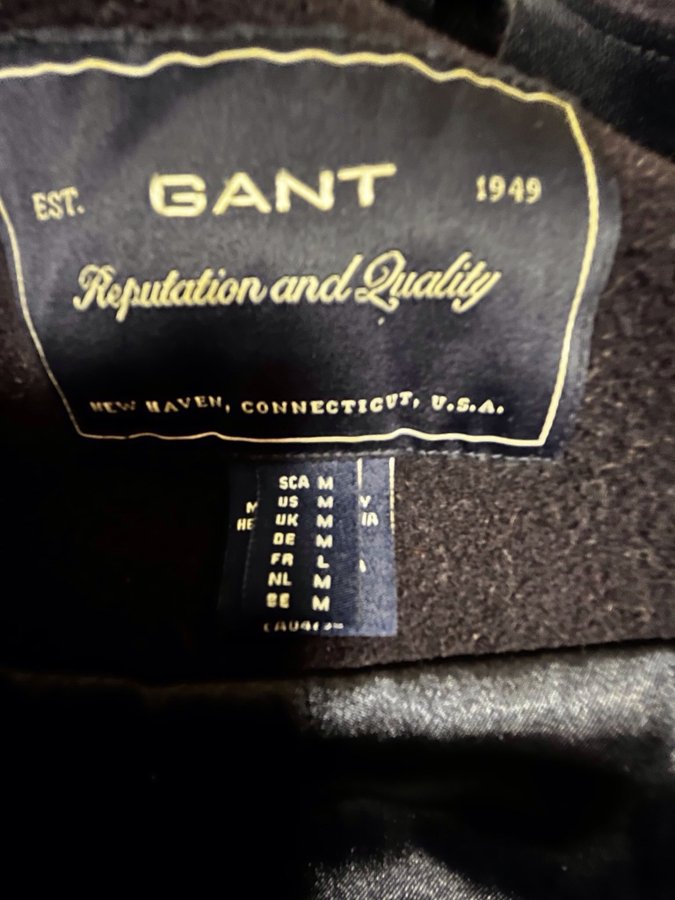 EST. GANT 1949
Reputation and Quality
NEW HAVEN, CONNECTICUT, U.S.A.
SCA M
US M
UK M
DE M
FR L
NL M
BE M